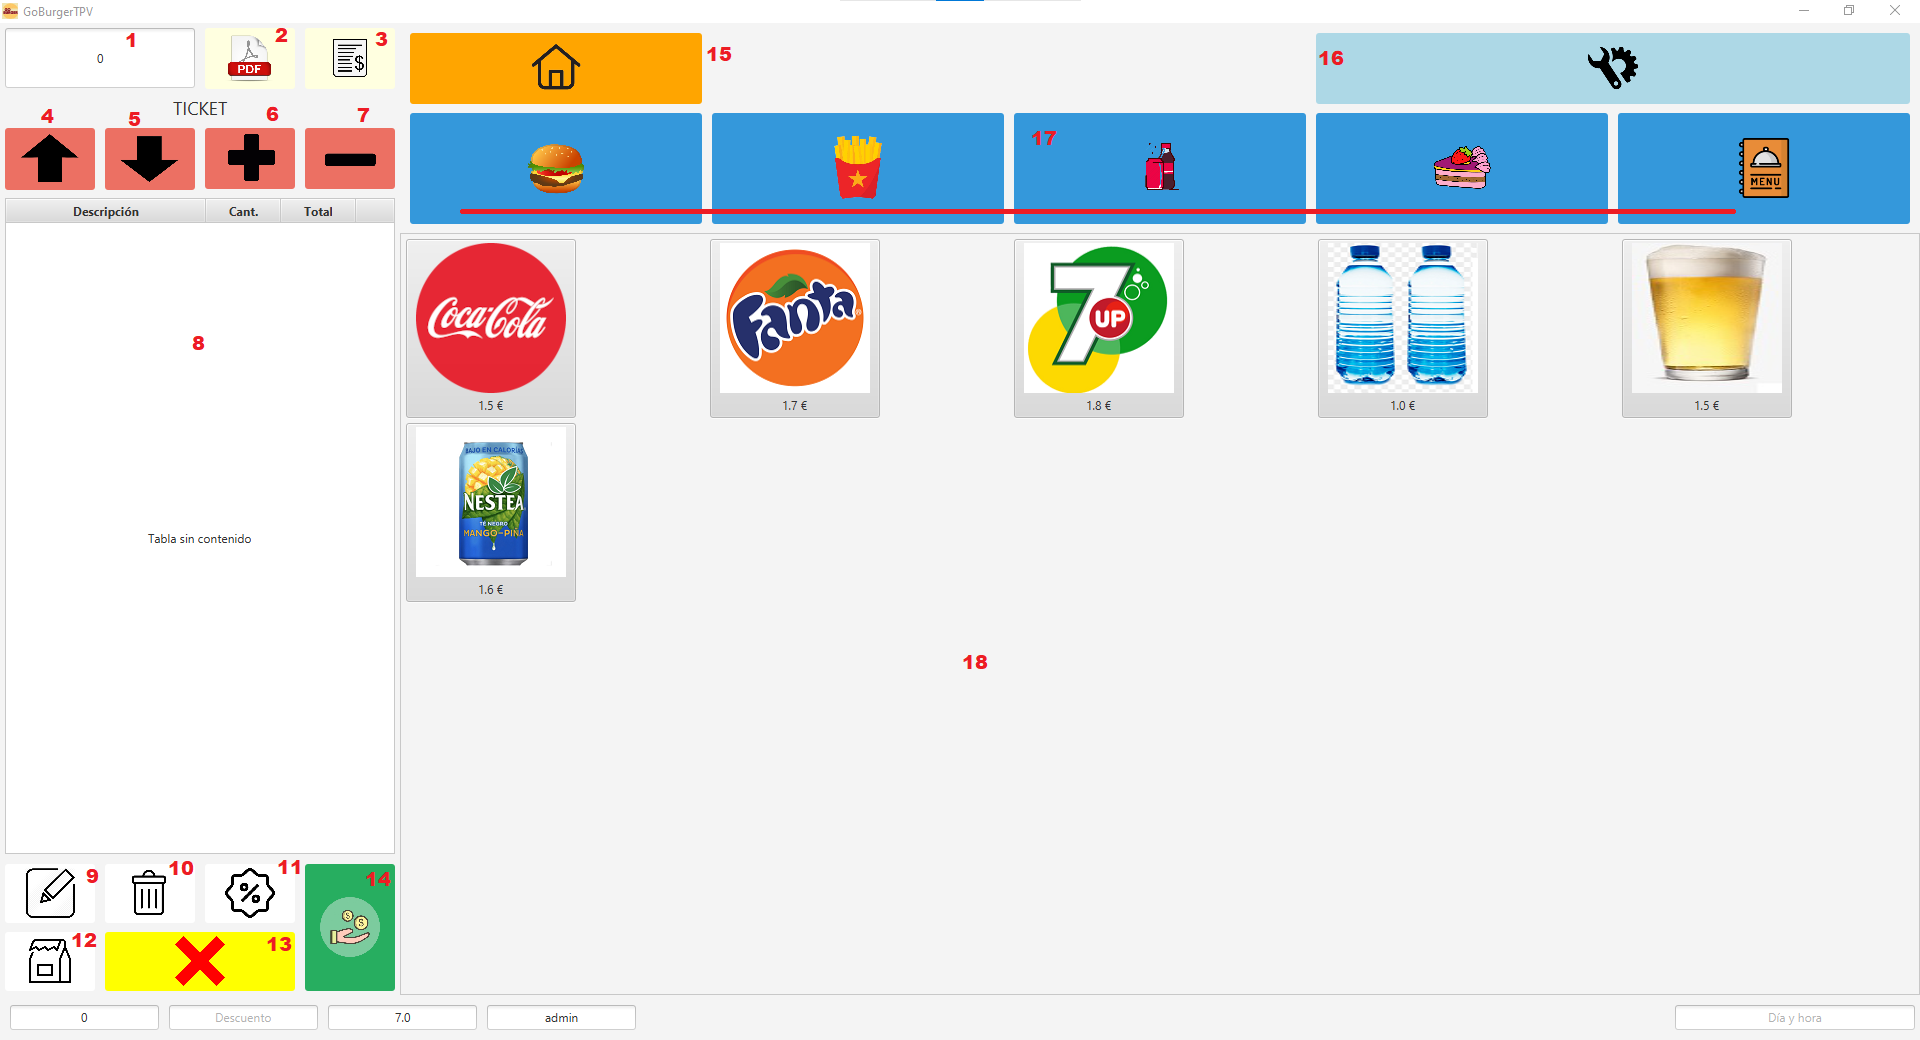 GoBurgerTPV
0
1
2
PDF
3
15
16
TICKET
4
5
6
7
17
MENU
Descripción Cant. Total
8
Tabla sin contenido
Coca-Cola
1.5 €
Fanta
1.7 €
7UP
1.8 €
1.0 €
1.5 €
BAJO EN CALORÍAS
NESTEA
TÉ NEGRO
MANGO-PIÑA
1.6 €
18
9
10
11
14
12
13
0 Descuento 7.0 admin Día y hora